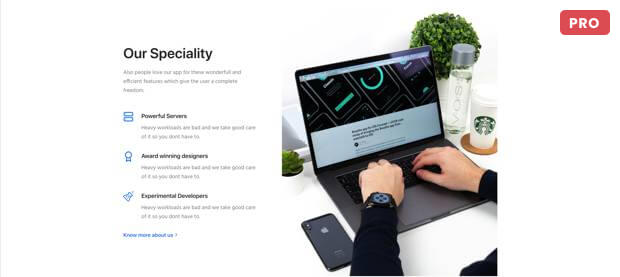 PRO
Our Speciality
Also people love our app for these wonderfull and
efficient features which give the user a complete
freedom.
Powerful Servers
Heavy workloads are bad and we take good care
of it so you dont have to.
Award winning designers
Heavy workloads are bad and we take good care
of it so you dont have to.
Experimental Developers
Heavy workloads are bad and we take good care
of it so you dont have to.
Know more about us ›
VOSS